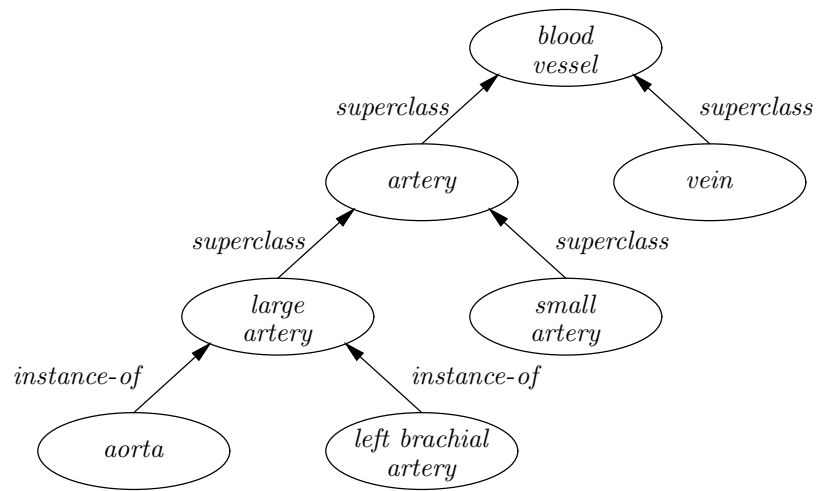 blood
vessel
superclass
superclass
artery
vein
superclass
superclass
large
artery
small
artery
instance-of
instance-of
aorta
left brachial
artery